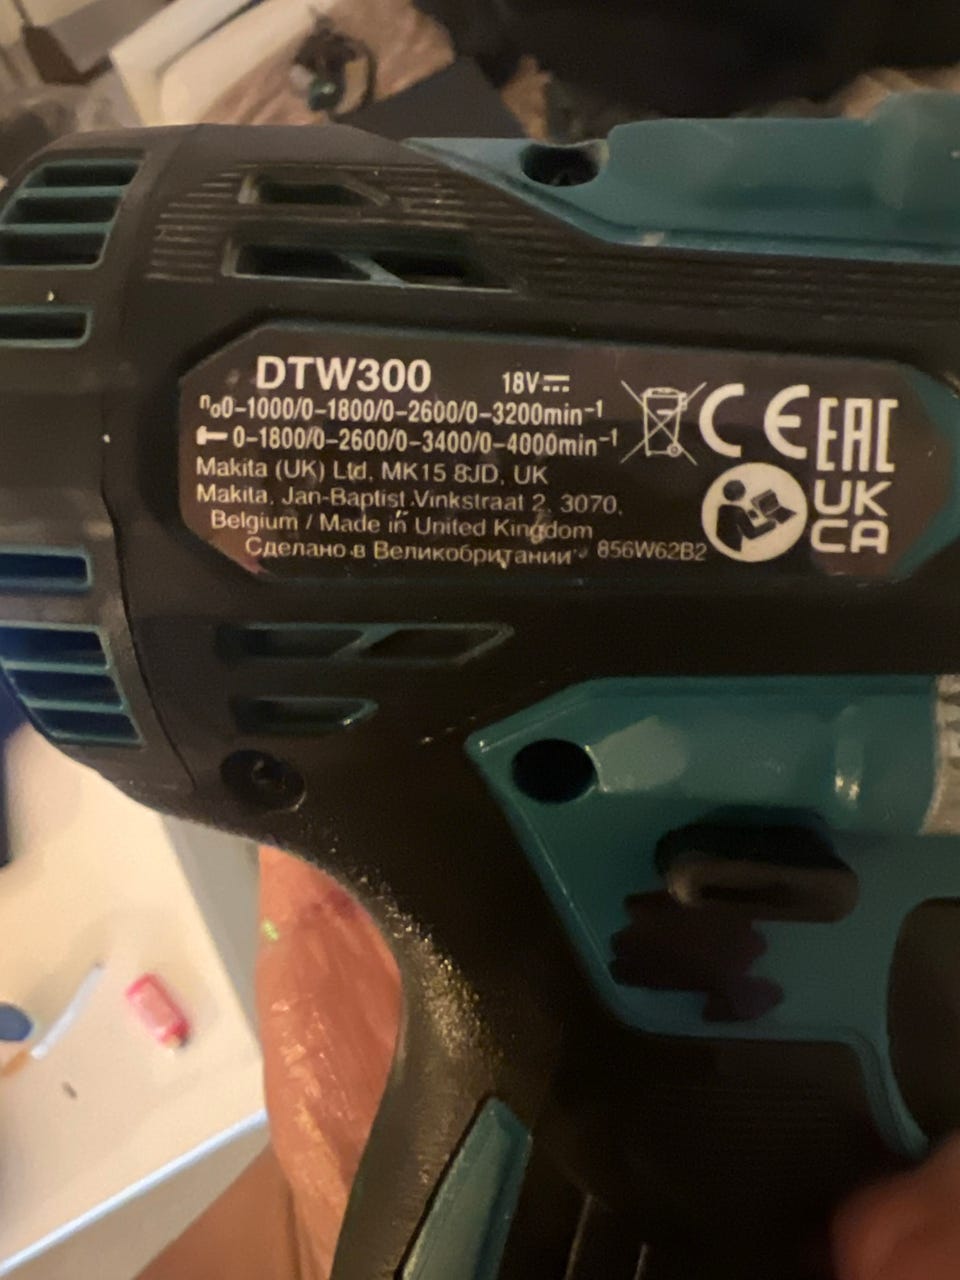 DTW300 18V
n₀0-1000/0-1800/0-2600/0-3200min⁻¹
0-1800/0-2600/0-3400/0-4000min⁻¹
Makita (UK) Ltd, MK15 8JD, UK
Makita, Jan-Baptist Vinkstraat 2, 3070,
Belgium / Made in United Kingdom
Сделано в Великобритании 856W62B2
CE EAC
UK
CA